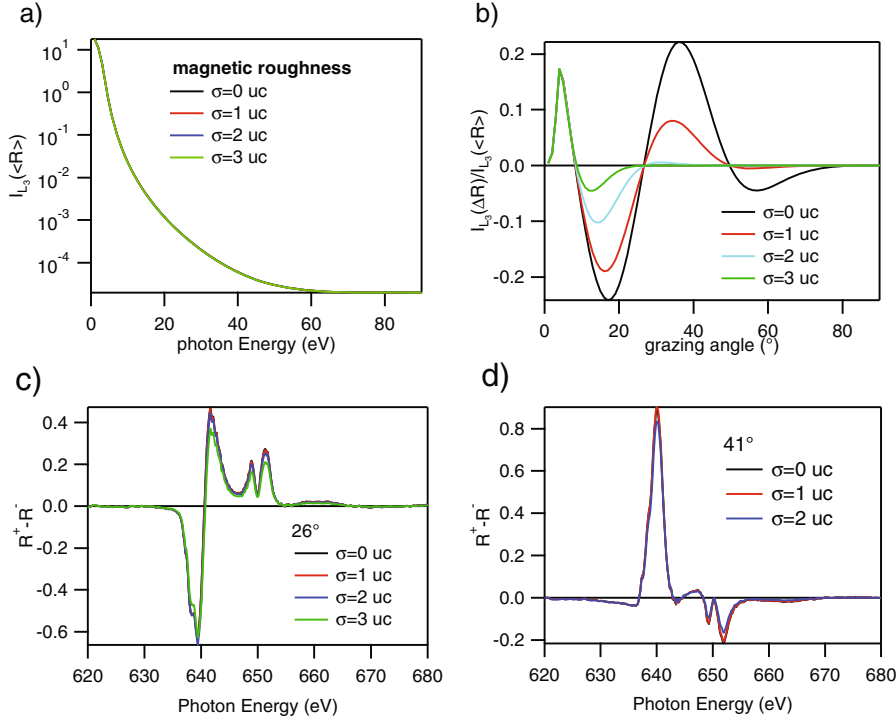 a)
I_L3(<R>)
10^1
10^0
10^-1
10^-2
10^-3
10^-4
magnetic roughness
σ=0 uc
σ=1 uc
σ=2 uc
σ=3 uc
0 20 40 60 80
photon Energy (eV)
b)
I_L3(ΔR)/I_L3(<R>)
0.2
0.1
0.0
-0.1
-0.2
σ=0 uc
σ=1 uc
σ=2 uc
σ=3 uc
0 20 40 60 80
grazing angle (°)
c)
R+-R-
0.4
0.2
0.0
-0.2
-0.4
-0.6
26°
σ=0 uc
σ=1 uc
σ=2 uc
σ=3 uc
620 630 640 650 660 670 680
Photon Energy (eV)
d)
R+-R-
0.8
0.6
0.4
0.2
0.0
-0.2
41°
σ=0 uc
σ=1 uc
σ=2 uc
620 630 640 650 660 670 680
Photon Energy (eV)